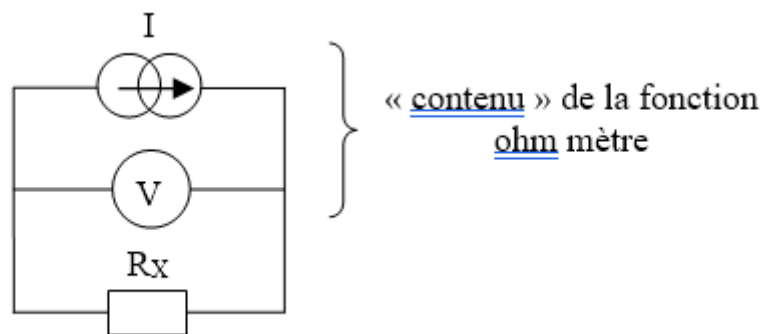 I
« contenu » de la fonction
ohm mètre
V
Rx